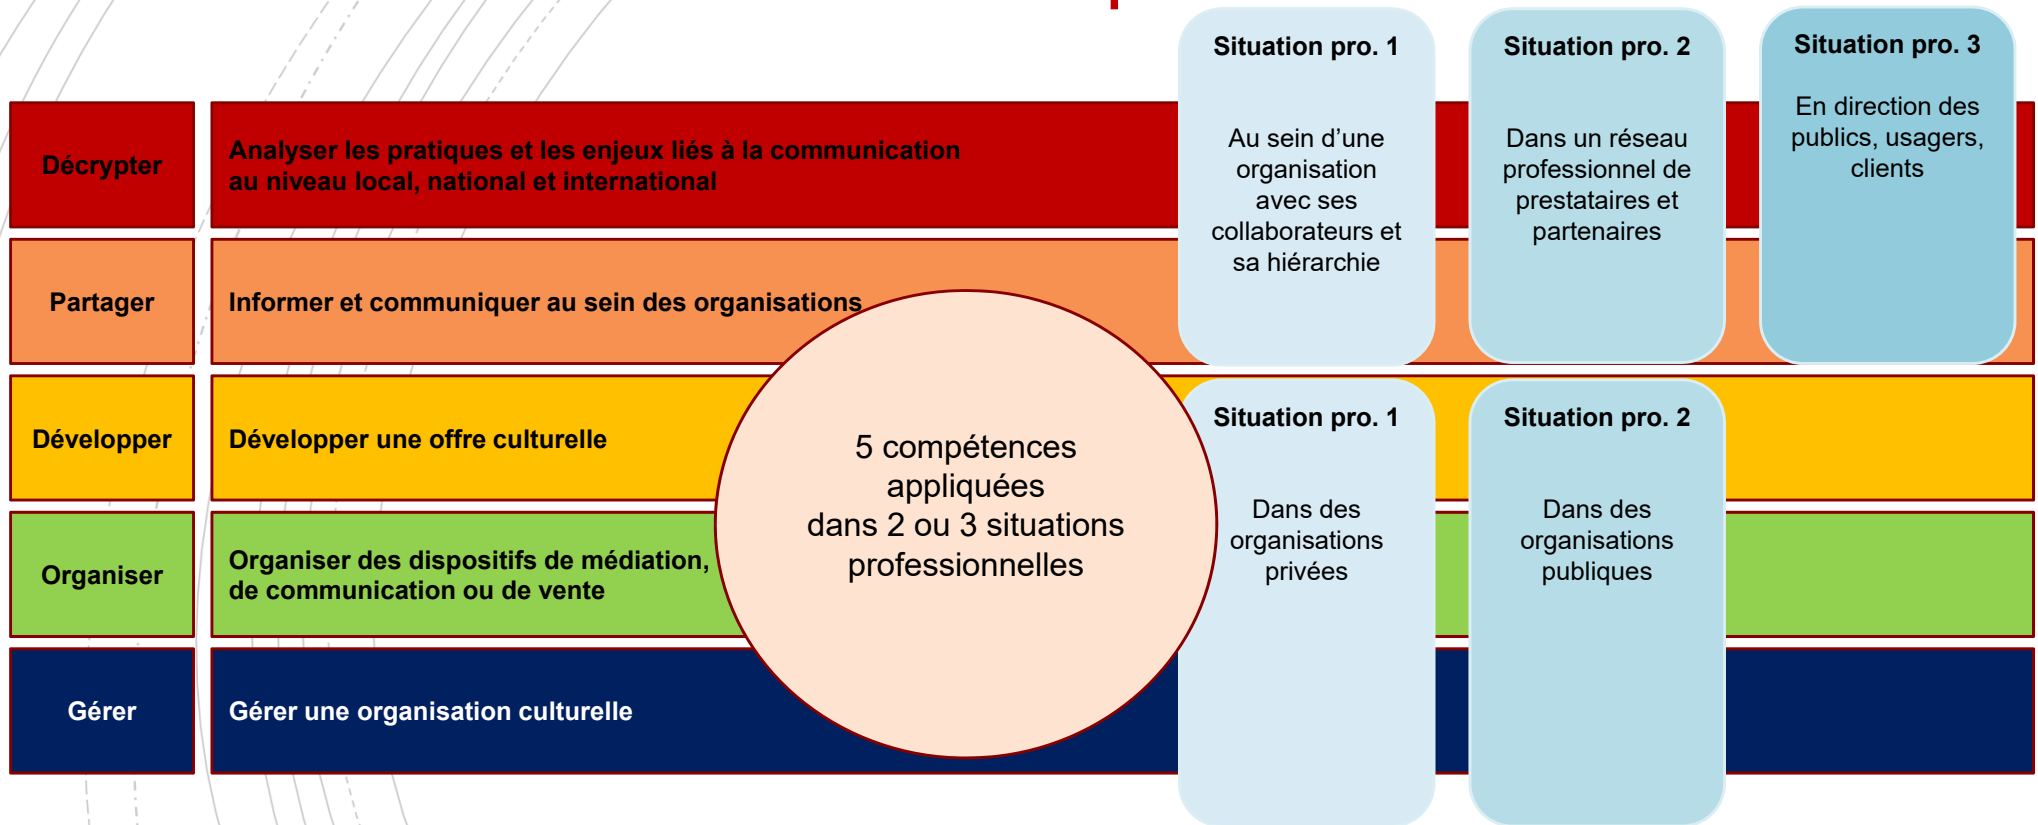 Situation pro. 1
Au sein d’une
organisation
avec ses
collaborateurs et
sa hiérarchie
Situation pro. 2
Dans un réseau
professionnel de
prestataires et
partenaires
Situation pro. 3
En direction des
publics, usagers,
clients
Décrypter
Analyser les pratiques et les enjeux liés à la communication
au niveau local, national et international
Partager
Informer et communiquer au sein des organisations
Développer
Développer une offre culturelle
Organiser
Organiser des dispositifs de médiation,
de communication ou de vente
Gérer
Gérer une organisation culturelle
5 compétences
appliquées
dans 2 ou 3 situations
professionnelles
Situation pro. 1
Dans des
organisations
privées
Situation pro. 2
Dans des
organisations
publiques